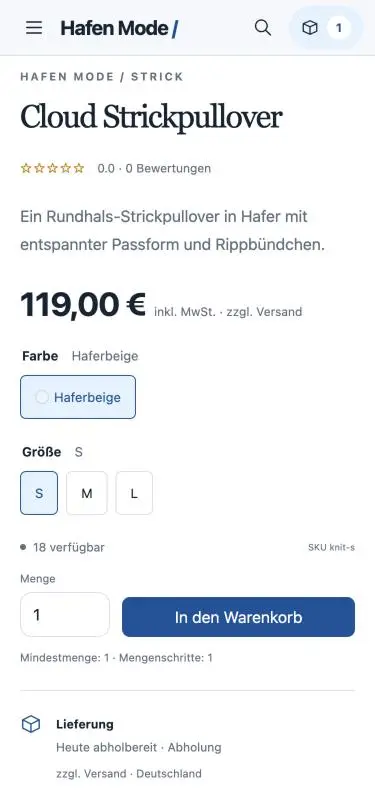 Hafen Mode /
1
HAFEN MODE / STRICK
Cloud Strickpullover
0.0 · 0 Bewertungen
Ein Rundhals-Strickpullover in Hafer mit
entspannter Passform und Rippbündchen.
119,00 € inkl. MwSt. · zzgl. Versand
Farbe Haferbeige
Haferbeige
Größe S
S M L
18 verfügbar SKU knit-s
Menge
1 In den Warenkorb
Mindestmenge: 1 · Mengenschritte: 1
Lieferung
Heute abholbereit · Abholung
zzgl. Versand · Deutschland